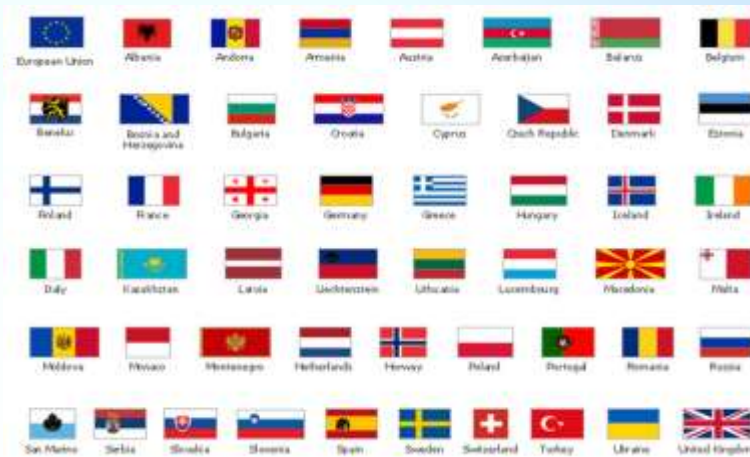 European Union Albania Andorra Armenia Austria Azerbaijan Belarus Belgium
Benelux Bosnia and Herzegovina Bulgaria Croatia Cyprus Czech Republic Denmark Estonia
Finland France Georgia Germany Greece Hungary Iceland Ireland
Italy Kazakhstan Latvia Liechtenstein Lithuania Luxembourg Macedonia Malta
Moldova Monaco Montenegro Netherlands Norway Poland Portugal Romania Russia
San Marino Serbia Slovakia Slovenia Spain Sweden Switzerland Turkey Ukraine United Kingdom